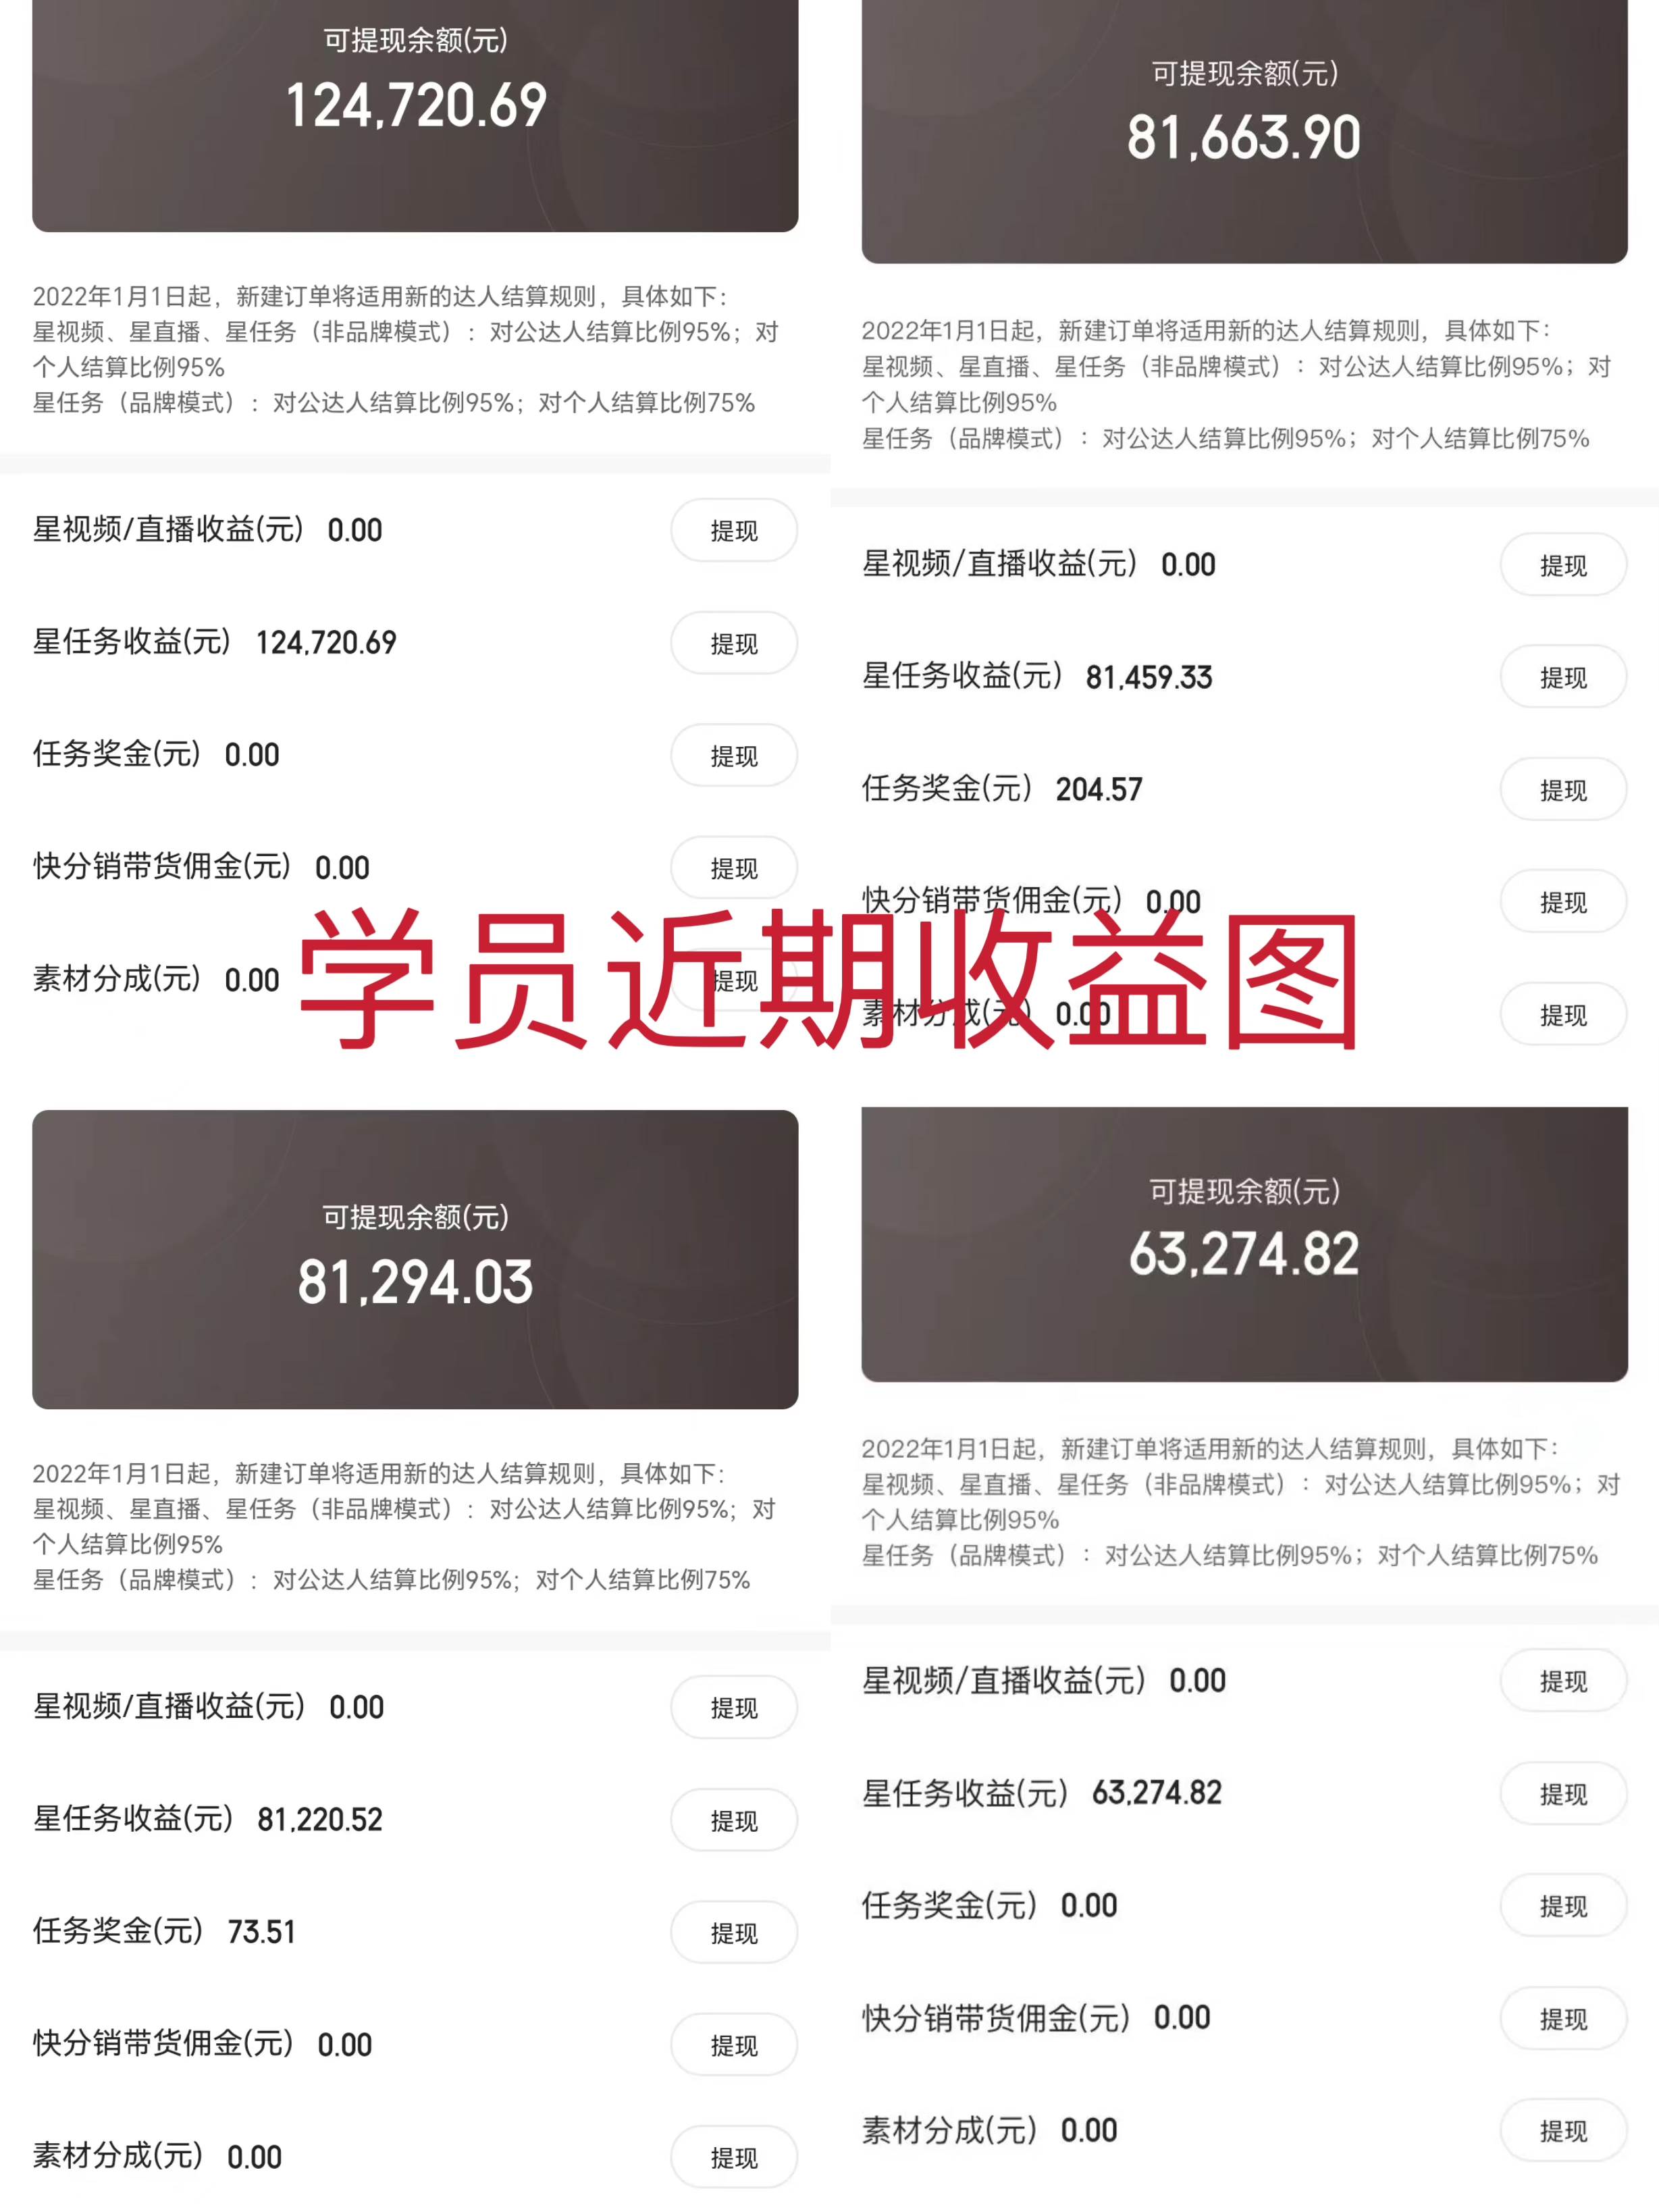 可提现余额(元)
124,720.69
2022年1月1日起，新建订单将适用新的达人结算规则，具体如下：
星视频、星直播、星任务（非品牌模式）：对公达人结算比例95%；对
个人结算比例95%
星任务（品牌模式）：对公达人结算比例95%；对个人结算比例75%
星视频/直播收益(元) 0.00 提现
星任务收益(元) 124,720.69 提现
任务奖金(元) 0.00 提现
快分销带货佣金(元) 0.00 提现
素材分成(元) 0.00 提现
可提现余额(元)
81,663.90
2022年1月1日起，新建订单将适用新的达人结算规则，具体如下：
星视频、星直播、星任务（非品牌模式）：对公达人结算比例95%；对
个人结算比例95%
星任务（品牌模式）：对公达人结算比例95%；对个人结算比例75%
星视频/直播收益(元) 0.00 提现
星任务收益(元) 81,459.33 提现
任务奖金(元) 204.57 提现
快分销带货佣金(元) 0.00 提现
素材分成(元) 0.00 提现
学员近期收益图
可提现余额(元)
81,294.03
2022年1月1日起，新建订单将适用新的达人结算规则，具体如下：
星视频、星直播、星任务（非品牌模式）：对公达人结算比例95%；对
个人结算比例95%
星任务（品牌模式）：对公达人结算比例95%；对个人结算比例75%
星视频/直播收益(元) 0.00 提现
星任务收益(元) 81,220.52 提现
任务奖金(元) 73.51 提现
快分销带货佣金(元) 0.00 提现
素材分成(元) 0.00 提现
可提现余额(元)
63,274.82
2022年1月1日起，新建订单将适用新的达人结算规则，具体如下：
星视频、星直播、星任务（非品牌模式）：对公达人结算比例95%；对
个人结算比例95%
星任务（品牌模式）：对公达人结算比例95%；对个人结算比例75%
星视频/直播收益(元) 0.00 提现
星任务收益(元) 63,274.82 提现
任务奖金(元) 0.00 提现
快分销带货佣金(元) 0.00 提现
素材分成(元) 0.00 提现